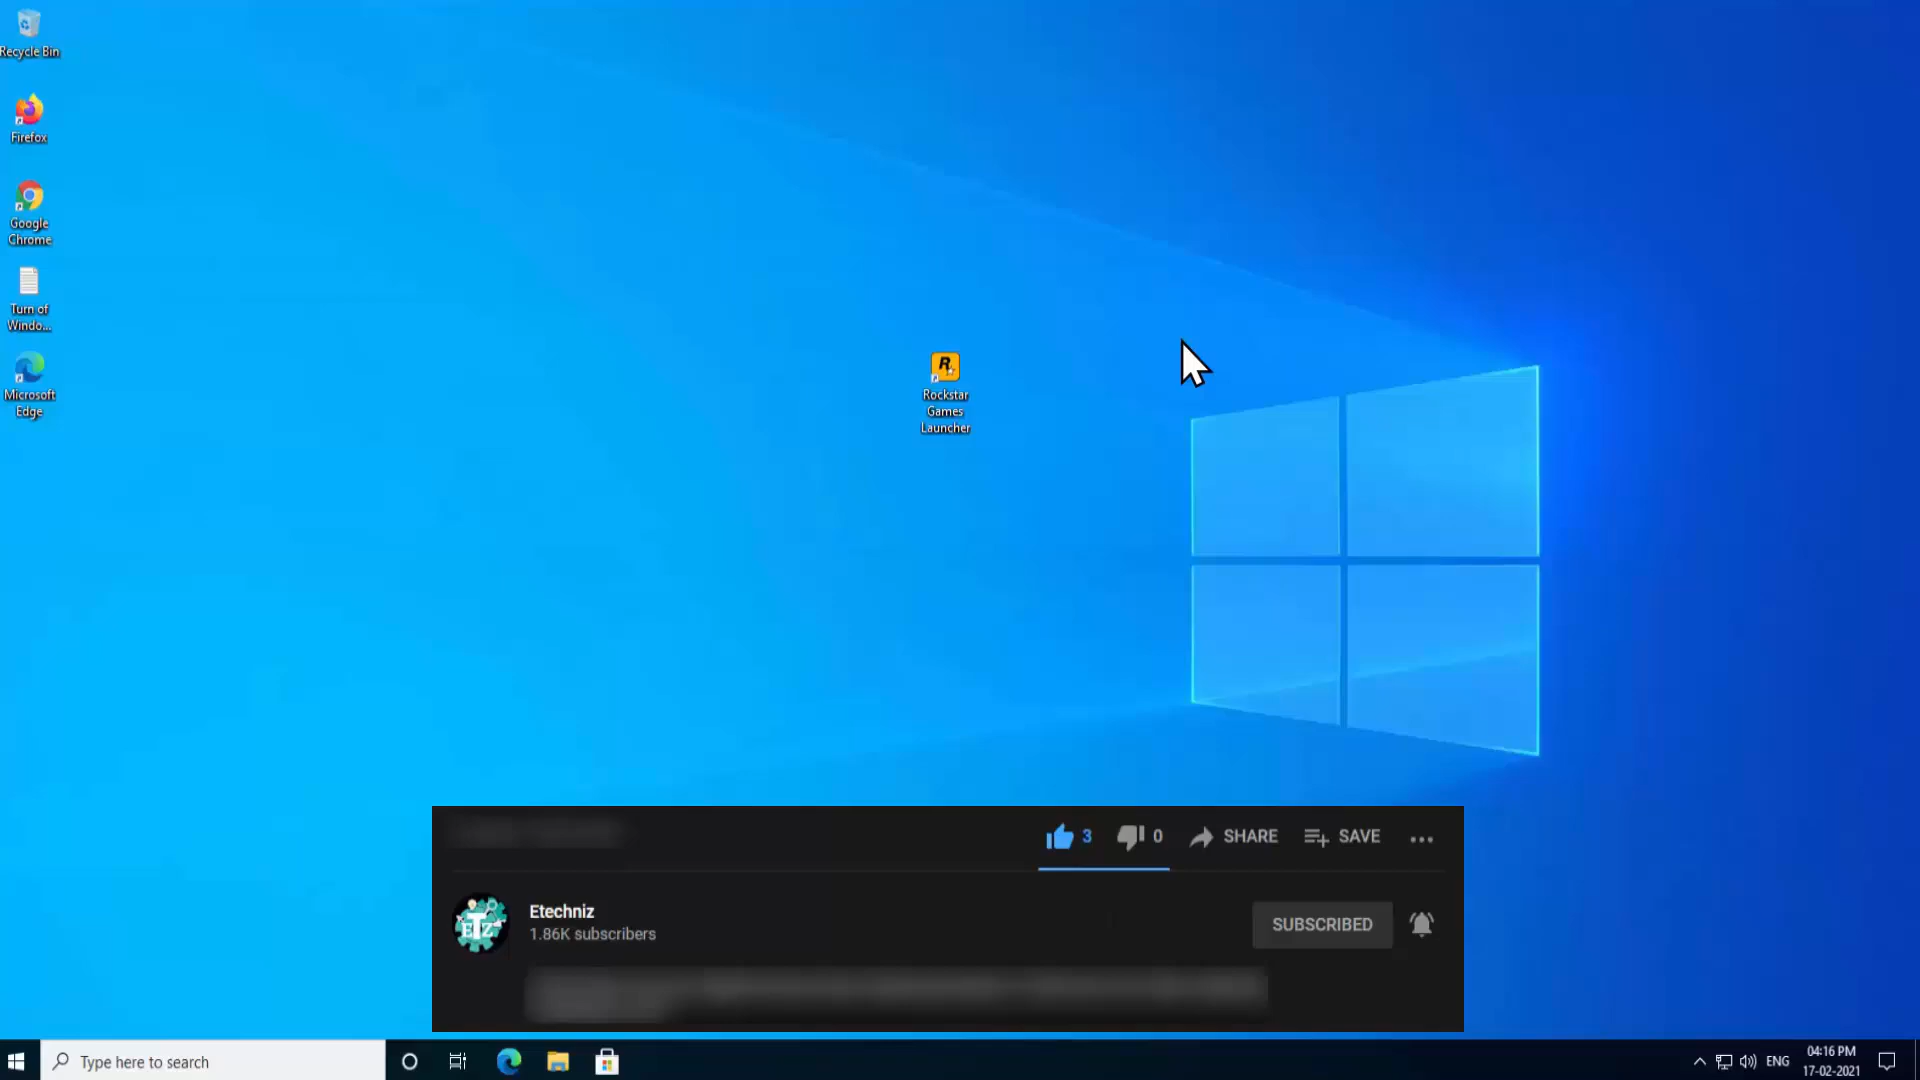 Recycle Bin
Firefox
Google
Chrome
Turn of
Windo...
Microsoft
Edge
Rockstar
Games
Launcher
3
0
SHARE
SAVE
ETZ
Etechniz
1.86K subscribers
SUBSCRIBED
Type here to search
ENG
04:16 PM
17-02-2021